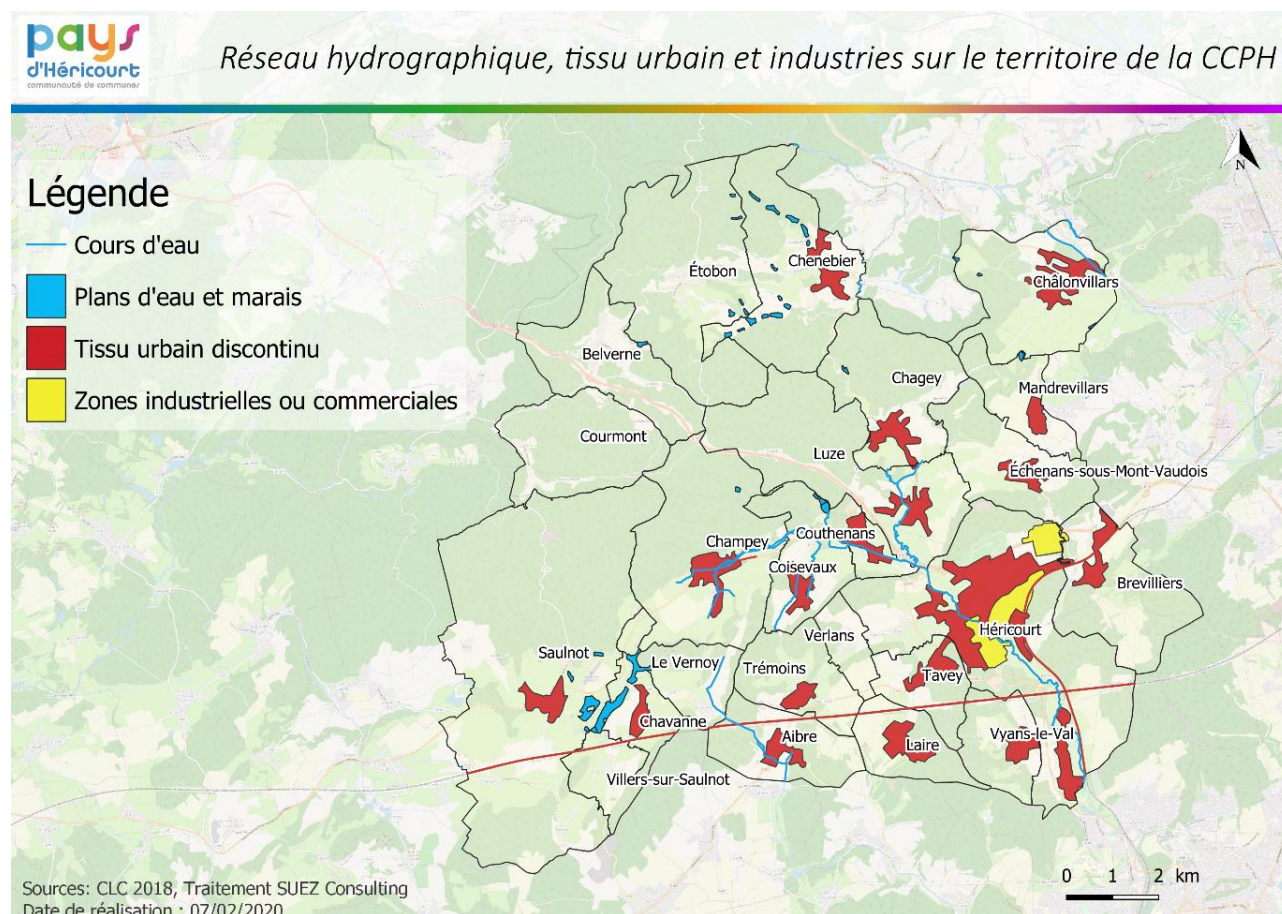 pays
d'Héricourt
communauté de communes
Réseau hydrographique, tissu urbain et industries sur le territoire de la CCPH
N
Légende
Cours d'eau
Plans d'eau et marais
Tissu urbain discontinu
Zones industrielles ou commerciales
Étobon
Chenebier
Châlonvillars
Belverne
Chagey
Mandrevillars
Courmont
Luze
Échenans-sous-Mont-Vaudois
Champey
Couthenans
Coisevaux
Brevilliers
Héricourt
Verlans
Saulnot
Le Vernoy
Trémoins
Tavey
Chavanne
Aibre
Laire
Vyans-le-Val
Villers-sur-Saulnot
Sources: CLC 2018, Traitement SUEZ Consulting
Date de réalisation : 07/02/2020
0 1 2 km